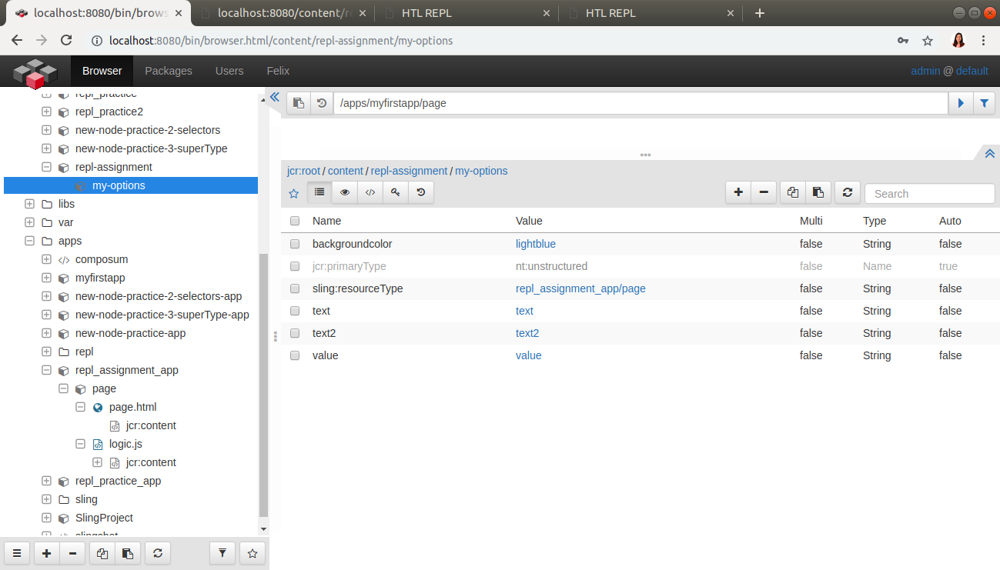 localhost:8080/bin/brows
localhost:8080/content/re
HTL REPL
HTL REPL
localhost:8080/bin/browser.html/content/repl-assignment/my-options
Browser Packages Users Felix admin @ default
repl_practice
repl_practice2
new-node-practice-2-selectors
new-node-practice-3-superType
repl-assignment
my-options
libs
var
apps
composum
myfirstapp
new-node-practice-2-selectors-app
new-node-practice-3-superType-app
new-node-practice-app
repl
repl_assignment_app
page
page.html
jcr:content
logic.js
jcr:content
repl_practice_app
sling
SlingProject
slingshot
/apps/myfirstapp/page
jcr:root / content / repl-assignment / my-options
Search
Name Value Multi Type Auto
backgroundcolor lightblue false String false
jcr:primaryType nt:unstructured false Name true
sling:resourceType repl_assignment_app/page false String false
text text false String false
text2 text2 false String false
value value false String false